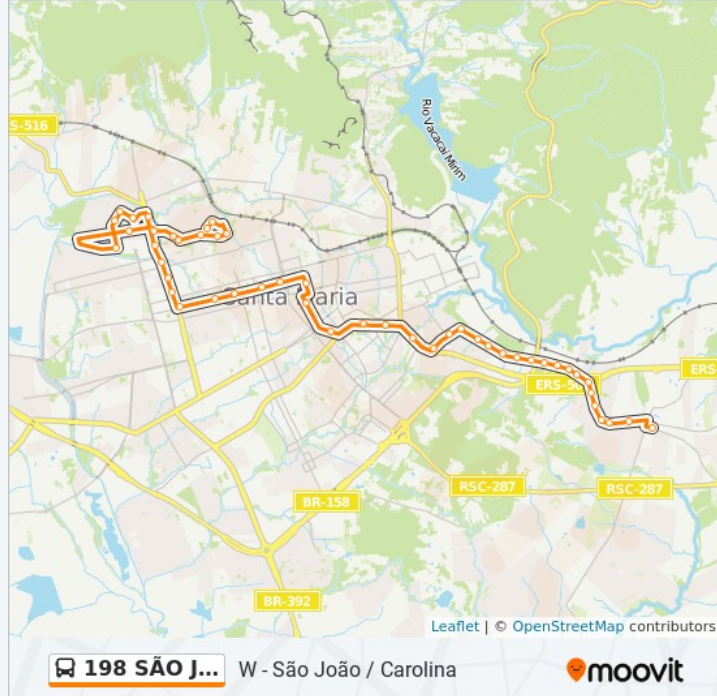 S-516
Rio Vacacaí Mirim
Santa Maria
ERS-
ERS-50
RSC-287
RSC-287
BR-158
BR-392
Leaflet | © OpenStreetMap contributors
198 SÃO J...
W - São João / Carolina
moovit